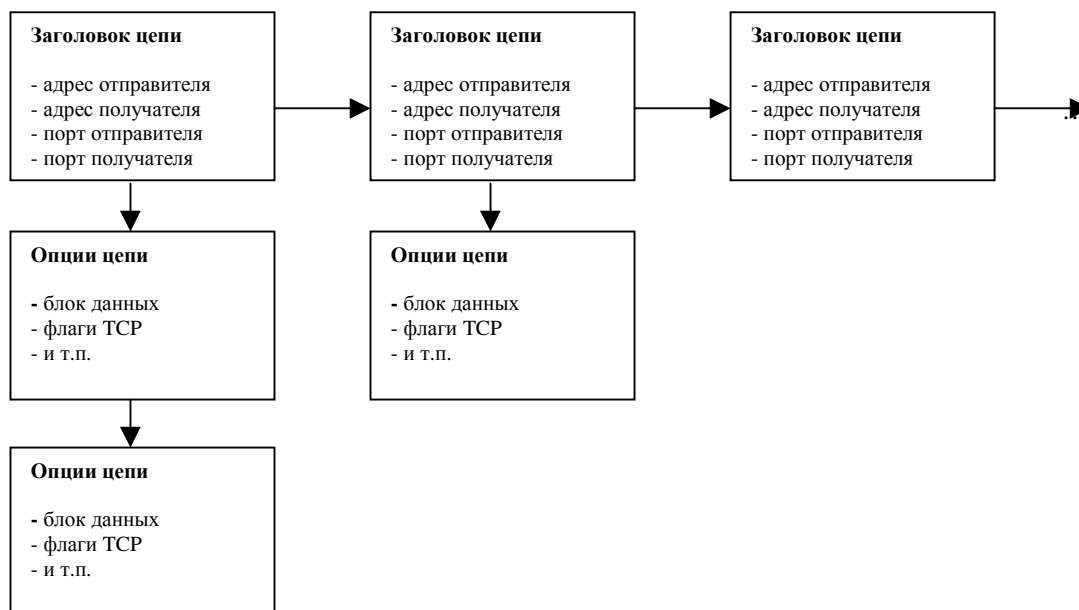 Заголовок цепи
- адрес отправителя
- адрес получателя
- порт отправителя
- порт получателя
Заголовок цепи
- адрес отправителя
- адрес получателя
- порт отправителя
- порт получателя
Заголовок цепи
- адрес отправителя
- адрес получателя
- порт отправителя
- порт получателя
...
Опции цепи
- блок данных
- флаги TCP
- и т.п.
Опции цепи
- блок данных
- флаги TCP
- и т.п.
Опции цепи
- блок данных
- флаги TCP
- и т.п.